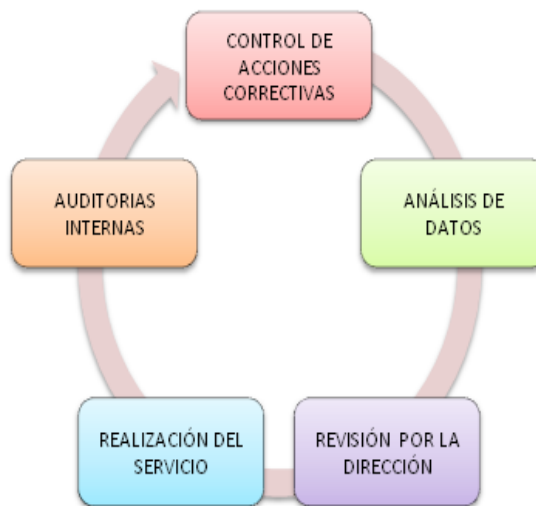 CONTROL DE
ACCIONES
CORRECTIVAS
ANÁLISIS DE
DATOS
REVISIÓN POR LA
DIRECCIÓN
REALIZACIÓN DEL
SERVICIO
AUDITORIAS
INTERNAS